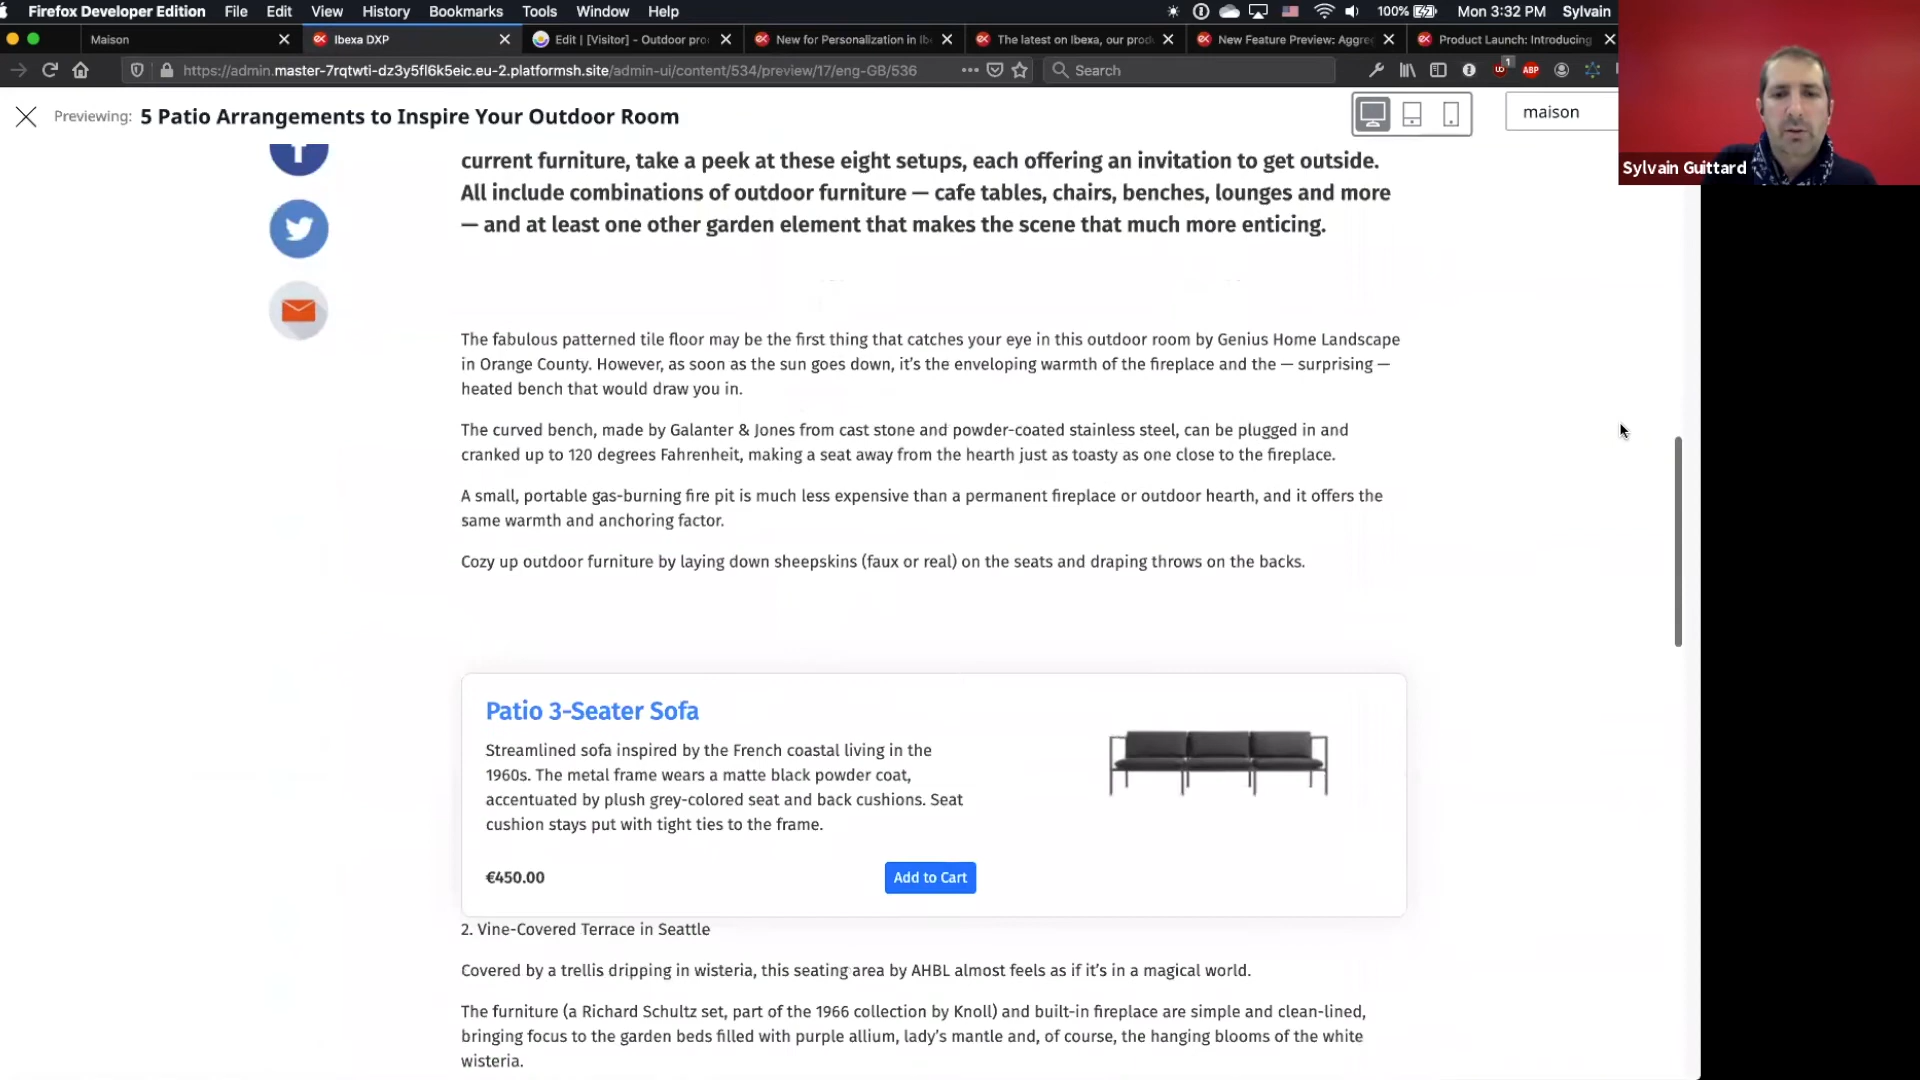 Firefox Developer Edition File Edit View History Bookmarks Tools Window Help 100% Mon 3:32 PM Sylvain
Maison Ibexa DXP Edit | [Visitor] - Outdoor pro New for Personalization in Ib The latest on Ibexa, our prod New Feature Preview: Aggre Product Launch: Introducing
https://admin.master-7rqtwti-dz3y5fl6k5eic.eu-2.platformsh.site/admin-ui/content/534/preview/17/eng-GB/536 Search 1 ABP
Previewing: 5 Patio Arrangements to Inspire Your Outdoor Room maison
Sylvain Guittard
current furniture, take a peek at these eight setups, each offering an invitation to get outside.
All include combinations of outdoor furniture — cafe tables, chairs, benches, lounges and more
— and at least one other garden element that makes the scene that much more enticing.
The fabulous patterned tile floor may be the first thing that catches your eye in this outdoor room by Genius Home Landscape
in Orange County. However, as soon as the sun goes down, it's the enveloping warmth of the fireplace and the — surprising —
heated bench that would draw you in.
The curved bench, made by Galanter & Jones from cast stone and powder-coated stainless steel, can be plugged in and
cranked up to 120 degrees Fahrenheit, making a seat away from the hearth just as toasty as one close to the fireplace.
A small, portable gas-burning fire pit is much less expensive than a permanent fireplace or outdoor hearth, and it offers the
same warmth and anchoring factor.
Cozy up outdoor furniture by laying down sheepskins (faux or real) on the seats and draping throws on the backs.
Patio 3-Seater Sofa
Streamlined sofa inspired by the French coastal living in the
1960s. The metal frame wears a matte black powder coat,
accentuated by plush grey-colored seat and back cushions. Seat
cushion stays put with tight ties to the frame.
€450.00 Add to Cart
2. Vine-Covered Terrace in Seattle
Covered by a trellis dripping in wisteria, this seating area by AHBL almost feels as if it's in a magical world.
The furniture (a Richard Schultz set, part of the 1966 collection by Knoll) and built-in fireplace are simple and clean-lined,
bringing focus to the garden beds filled with purple allium, lady's mantle and, of course, the hanging blooms of the white
wisteria.